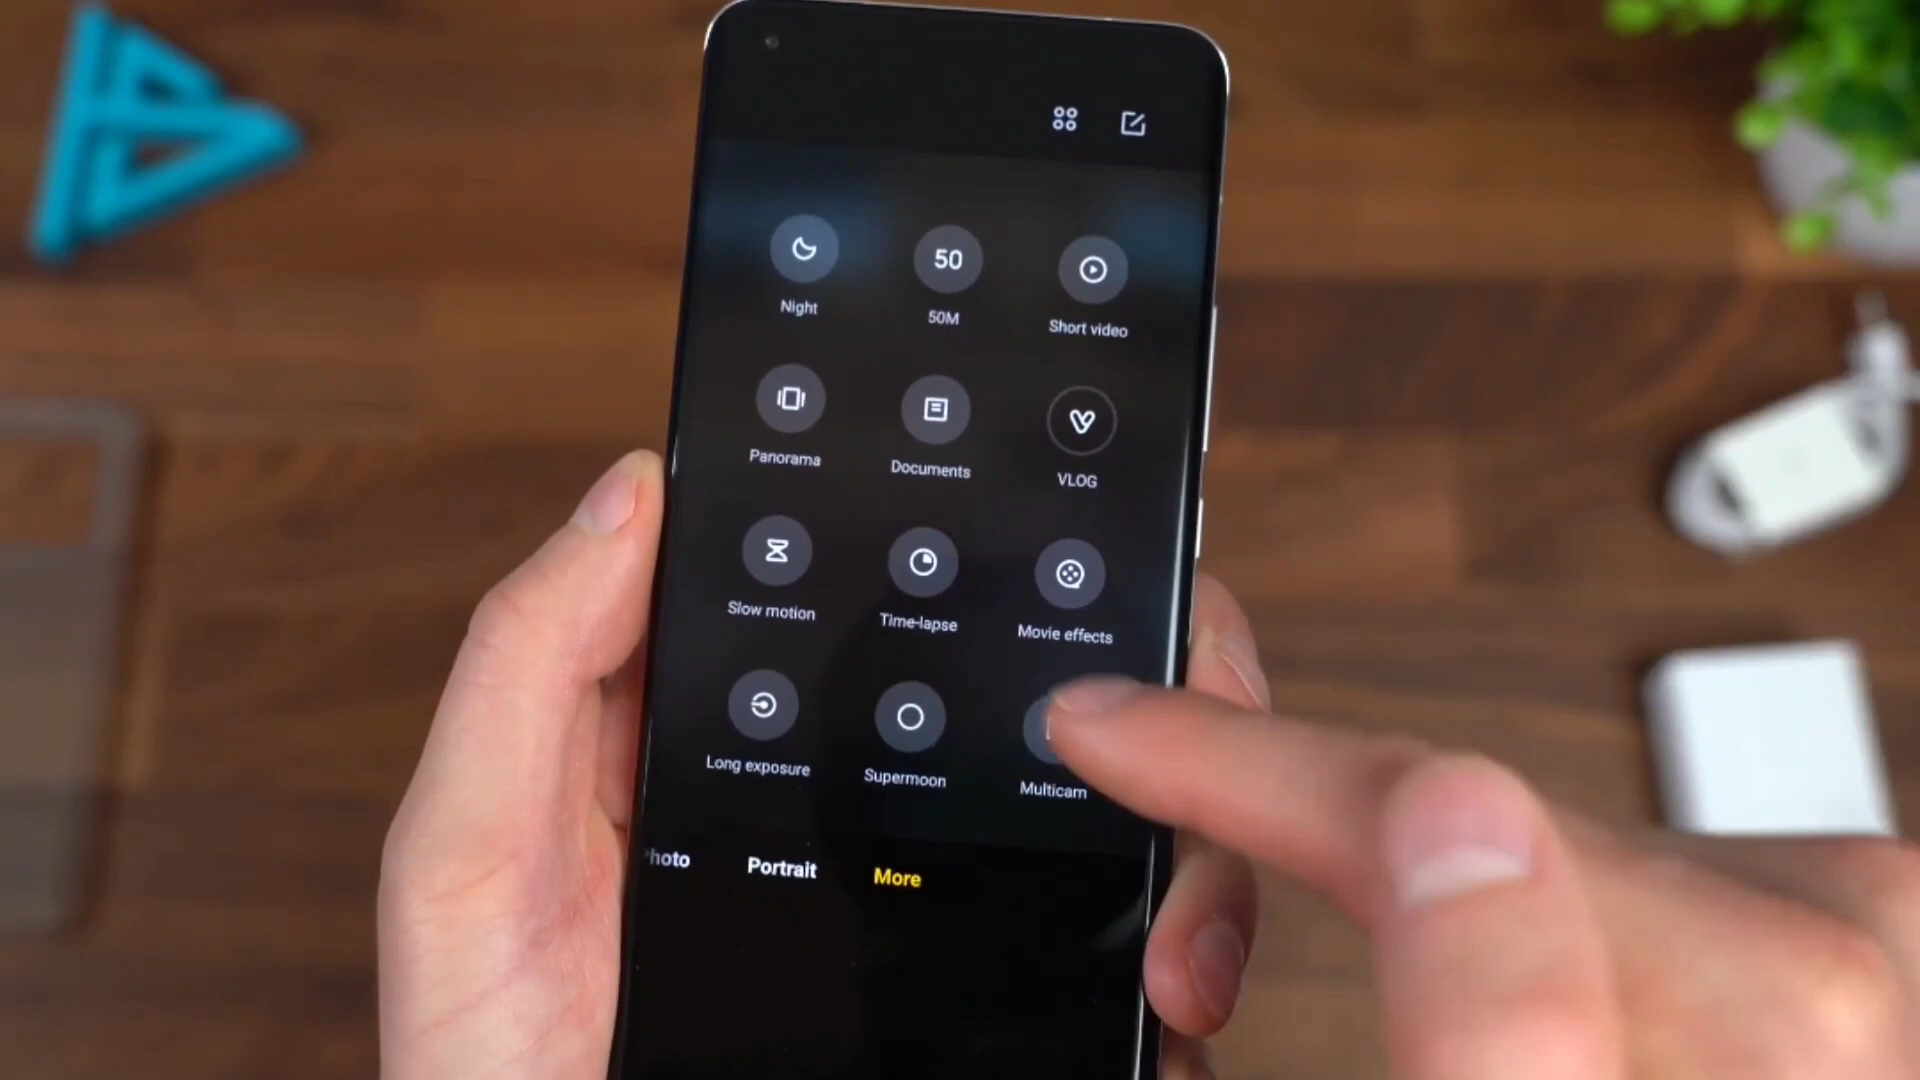 Night
50
50M
Short video
Panorama
Documents
VLOG
Slow motion
Time-lapse
Movie effects
Long exposure
Supermoon
Multicam
Photo Portrait More